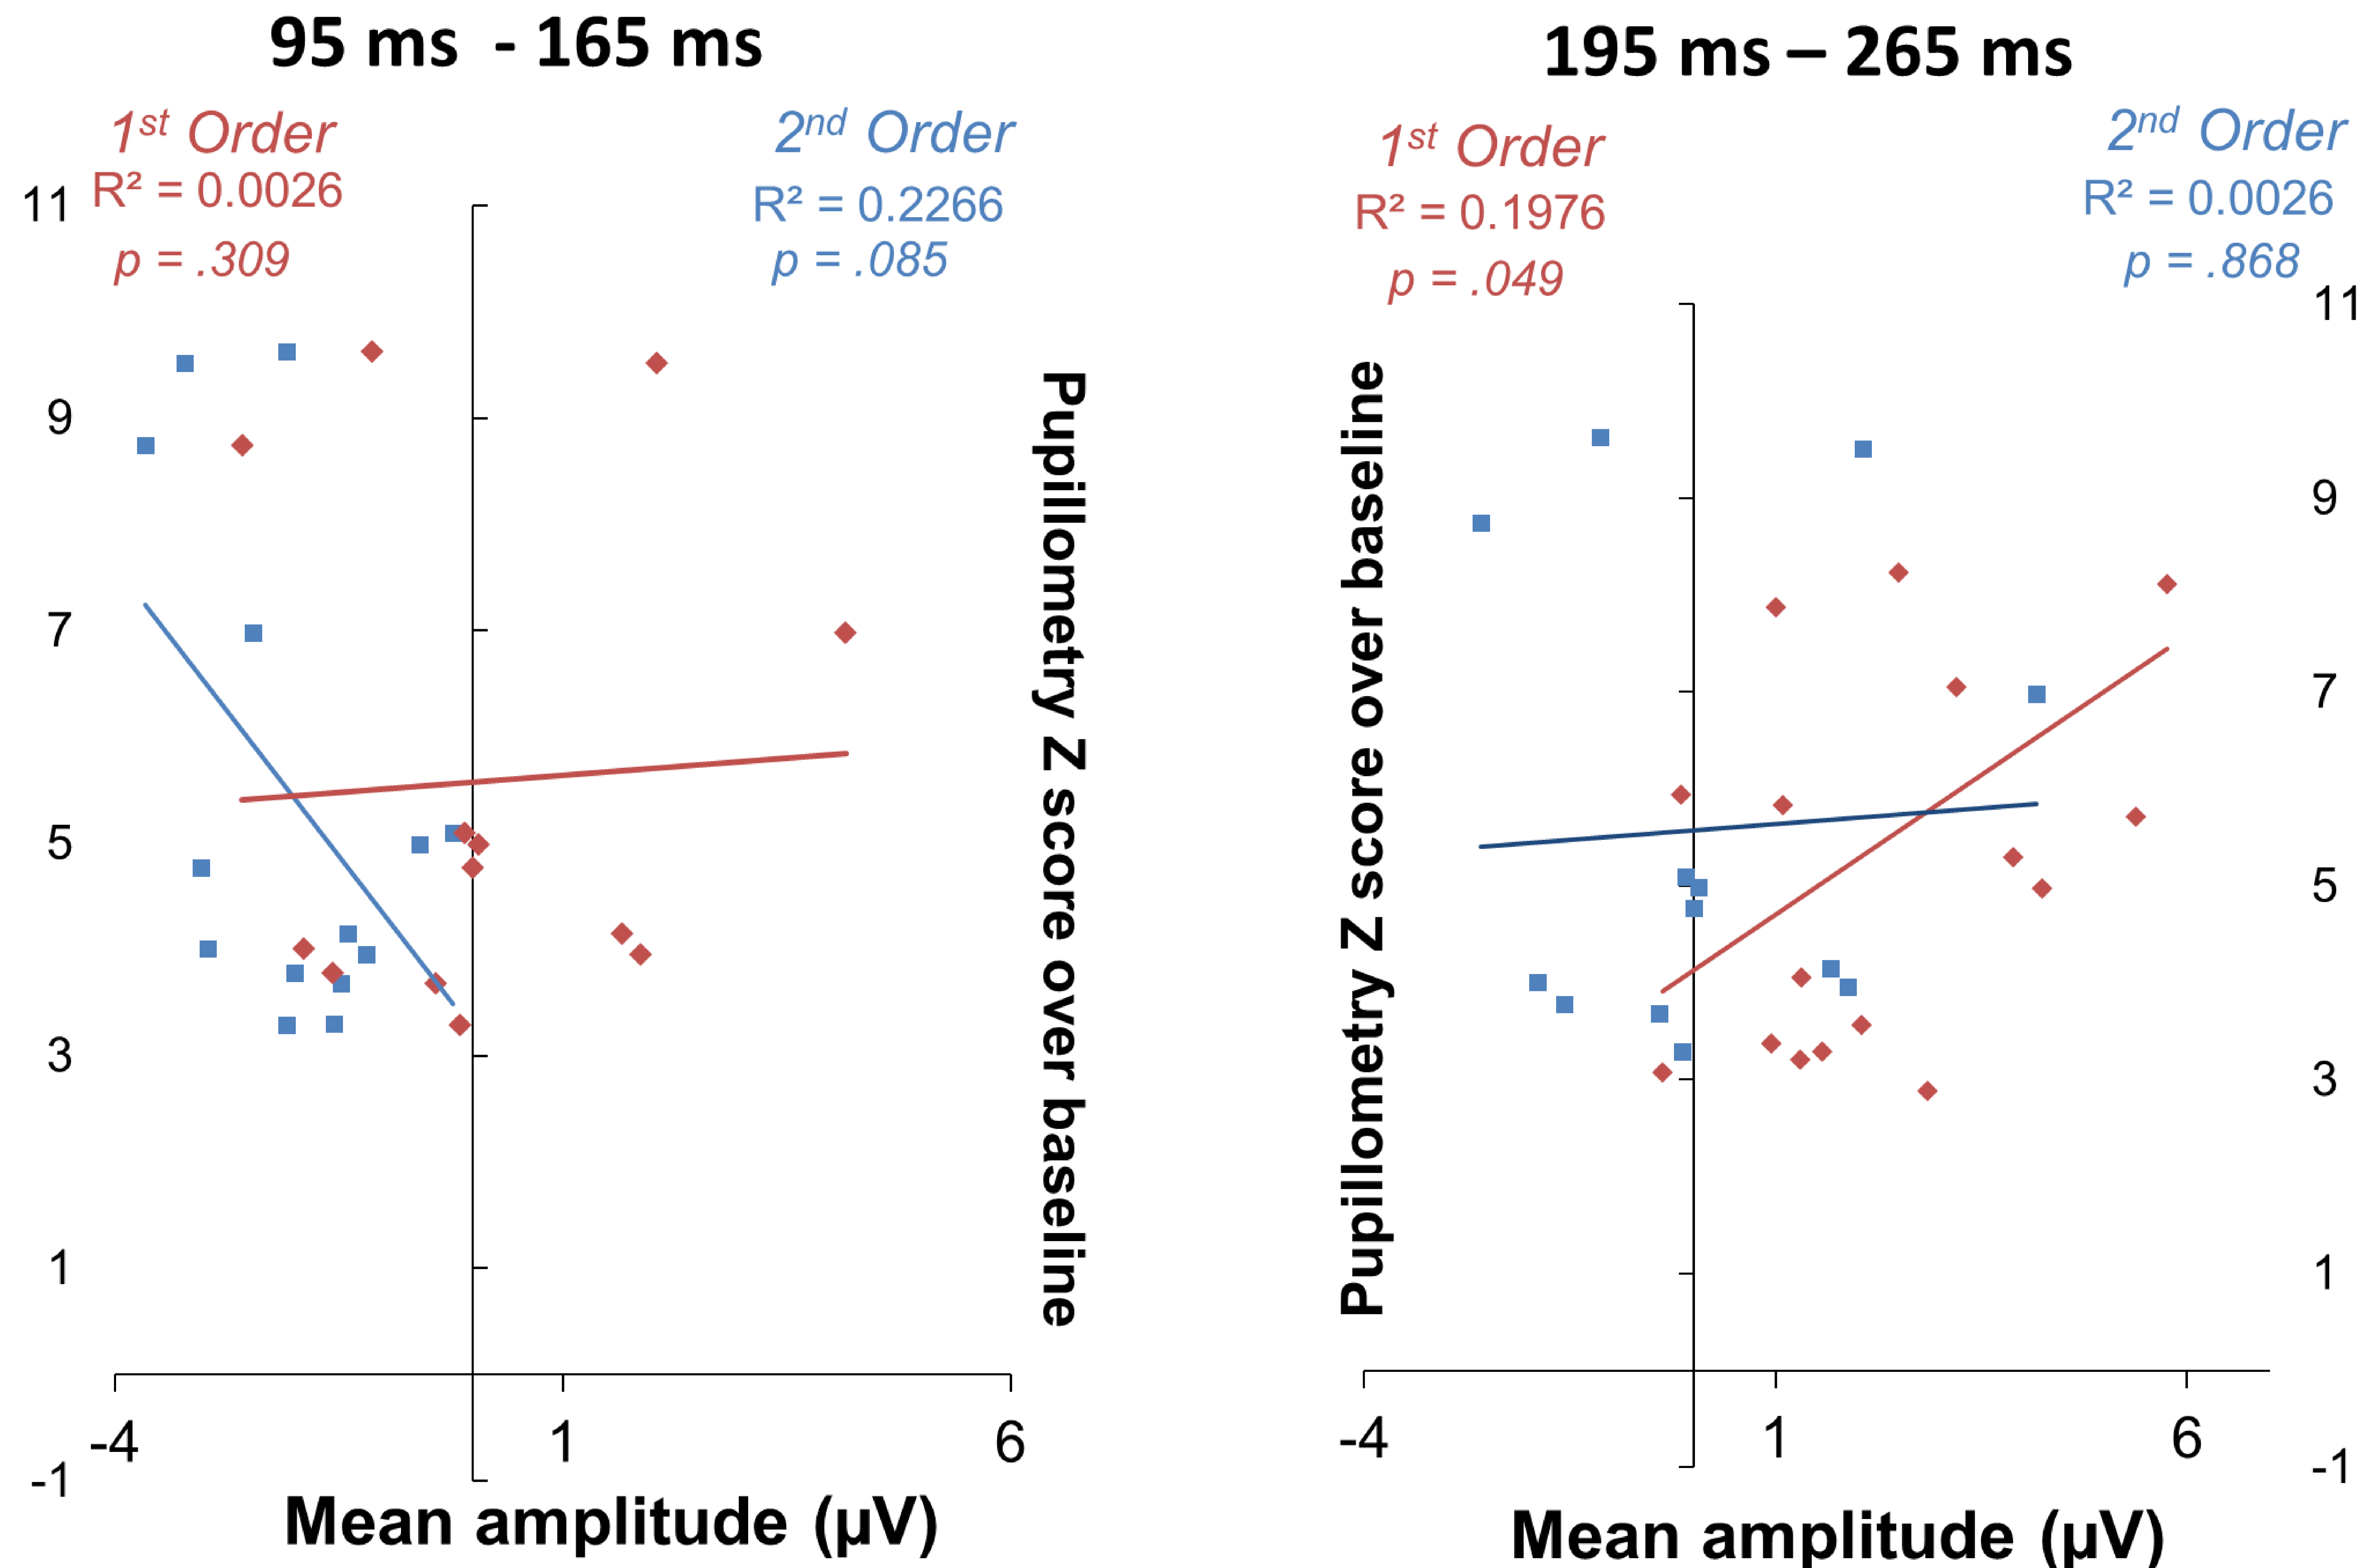 95 ms - 165 ms
1st Order
R² = 0.0026
p = .309
2nd Order
R² = 0.2266
p = .085
11
9
7
5
3
1
-1
-4
1
6
Mean amplitude (µV)
Pupillometry Z score over baseline
195 ms – 265 ms
1st Order
R² = 0.1976
p = .049
2nd Order
R² = 0.0026
p = .868
Pupillometry Z score over baseline
11
9
7
5
3
1
-1
-4
1
6
Mean amplitude (µV)